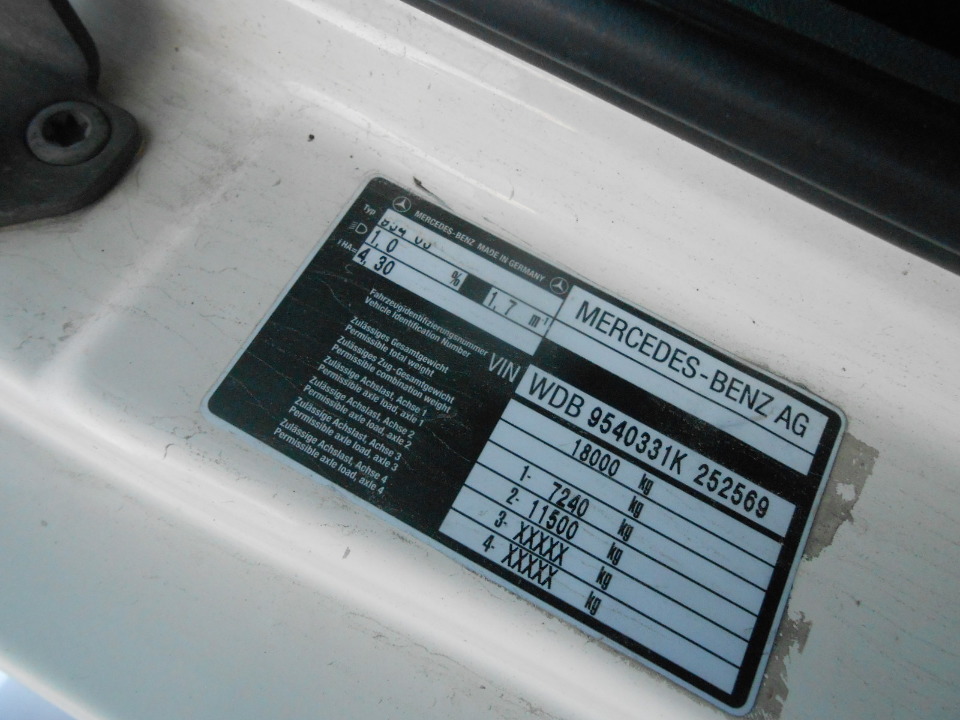 MERCEDES-BENZ MADE IN GERMANY
Typ
1.0 % 1.7 m
i HA= 4.30
MERCEDES-BENZ AG
Fahrzeugidentifizierungsnummer
Vehicle Identification Number
VIN
WDB 9540331K 252569
Zulässiges Gesamtgewicht
Permissible total weight
18000 kg
Zulässiges Zug-Gesamtgewicht
Permissible combination weight
kg
Zulässige Achslast, Achse 1
Permissible axle load, axle 1
1- 7240 kg
Zulässige Achslast, Achse 2
Permissible axle load, axle 2
2- 11500 kg
Zulässige Achslast, Achse 3
Permissible axle load, axle 3
3- XXXXX kg
Zulässige Achslast, Achse 4
Permissible axle load, axle 4
4- XXXXX kg